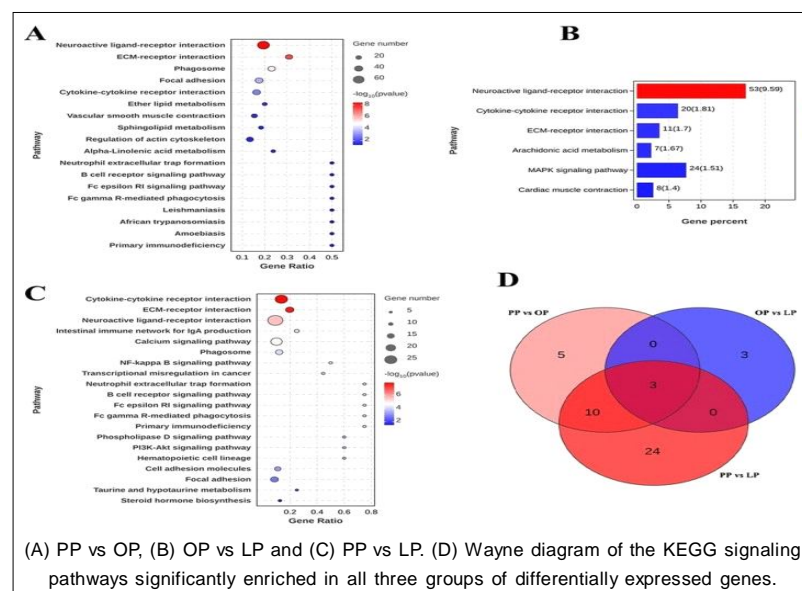 A
Neuroactive ligand-receptor interaction
ECM-receptor interaction
Phagosome
Focal adhesion
Cytokine-cytokine receptor interaction
Ether lipid metabolism
Vascular smooth muscle contraction
Sphingolipid metabolism
Regulation of actin cytoskeleton
Alpha-Linolenic acid metabolism
Neutrophil extracellular trap formation
B cell receptor signaling pathway
Fc epsilon RI signaling pathway
Fc gamma R-mediated phagocytosis
Leishmaniasis
African trypanosomiasis
Amoebiasis
Primary immunodeficiency
Pathway
0.1 0.2 0.3 0.4 0.5
Gene Ratio
Gene number
20
40
60
-log10(pvalue)
8
6
4
2
B
Neuroactive ligand-receptor interaction 53(9.59)
Cytokine-cytokine receptor interaction 20(1.81)
ECM-receptor interaction 11(1.7)
Arachidonic acid metabolism 7(1.67)
MAPK signaling pathway 24(1.51)
Cardiac muscle contraction 8(1.4)
Pathway
0 5 10 15 20
Gene percent
C
Cytokine-cytokine receptor interaction
ECM-receptor interaction
Neuroactive ligand-receptor interaction
Intestinal immune network for IgA production
Calcium signaling pathway
Phagosome
NF-kappa B signaling pathway
Transcriptional misregulation in cancer
Neutrophil extracellular trap formation
B cell receptor signaling pathway
Fc epsilon RI signaling pathway
Fc gamma R-mediated phagocytosis
Primary immunodeficiency
Phospholipase D signaling pathway
PI3K-Akt signaling pathway
Hematopoietic cell lineage
Cell adhesion molecules
Focal adhesion
Taurine and hypotaurine metabolism
Steroid hormone biosynthesis
Pathway
0 0.2 0.4 0.6 0.8
Gene Ratio
Gene number
5
10
15
20
25
-log10(pvalue)
6
4
2
D
PP vs OP
OP vs LP
5
0
3
3
10
0
24
PP vs LP
(A) PP vs OP, (B) OP vs LP and (C) PP vs LP. (D) Wayne diagram of the KEGG signaling
pathways significantly enriched in all three groups of differentially expressed genes.